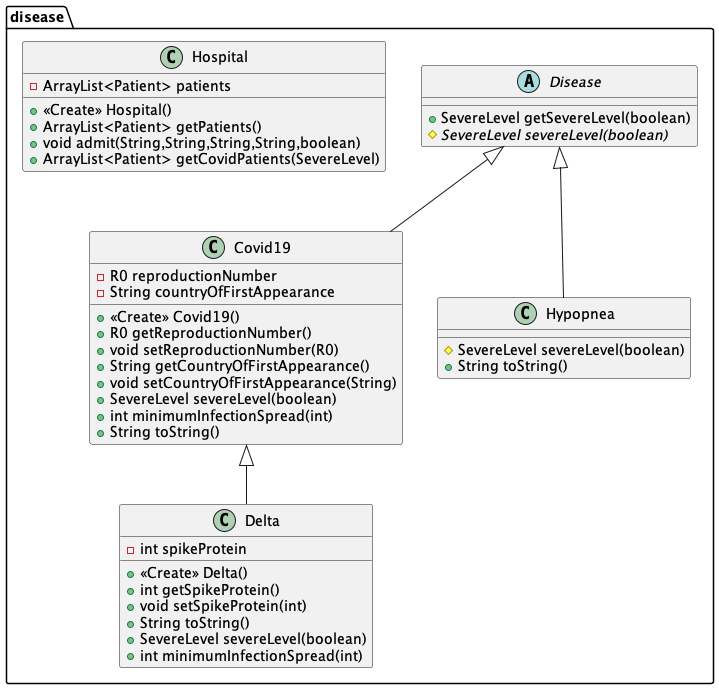 disease
C Hospital
ArrayList<Patient> patients
«Create» Hospital()
ArrayList<Patient> getPatients()
void admit(String,String,String,String,boolean)
ArrayList<Patient> getCovidPatients(SevereLevel)
A Disease
SevereLevel getSevereLevel(boolean)
SevereLevel severeLevel(boolean)
C Covid19
R0 reproductionNumber
String countryOfFirstAppearance
«Create» Covid19()
R0 getReproductionNumber()
void setReproductionNumber(R0)
String getCountryOfFirstAppearance()
void setCountryOfFirstAppearance(String)
SevereLevel severeLevel(boolean)
int minimumInfectionSpread(int)
String toString()
C Hypopnea
SevereLevel severeLevel(boolean)
String toString()
C Delta
int spikeProtein
«Create» Delta()
int getSpikeProtein()
void setSpikeProtein(int)
String toString()
SevereLevel severeLevel(boolean)
int minimumInfectionSpread(int)